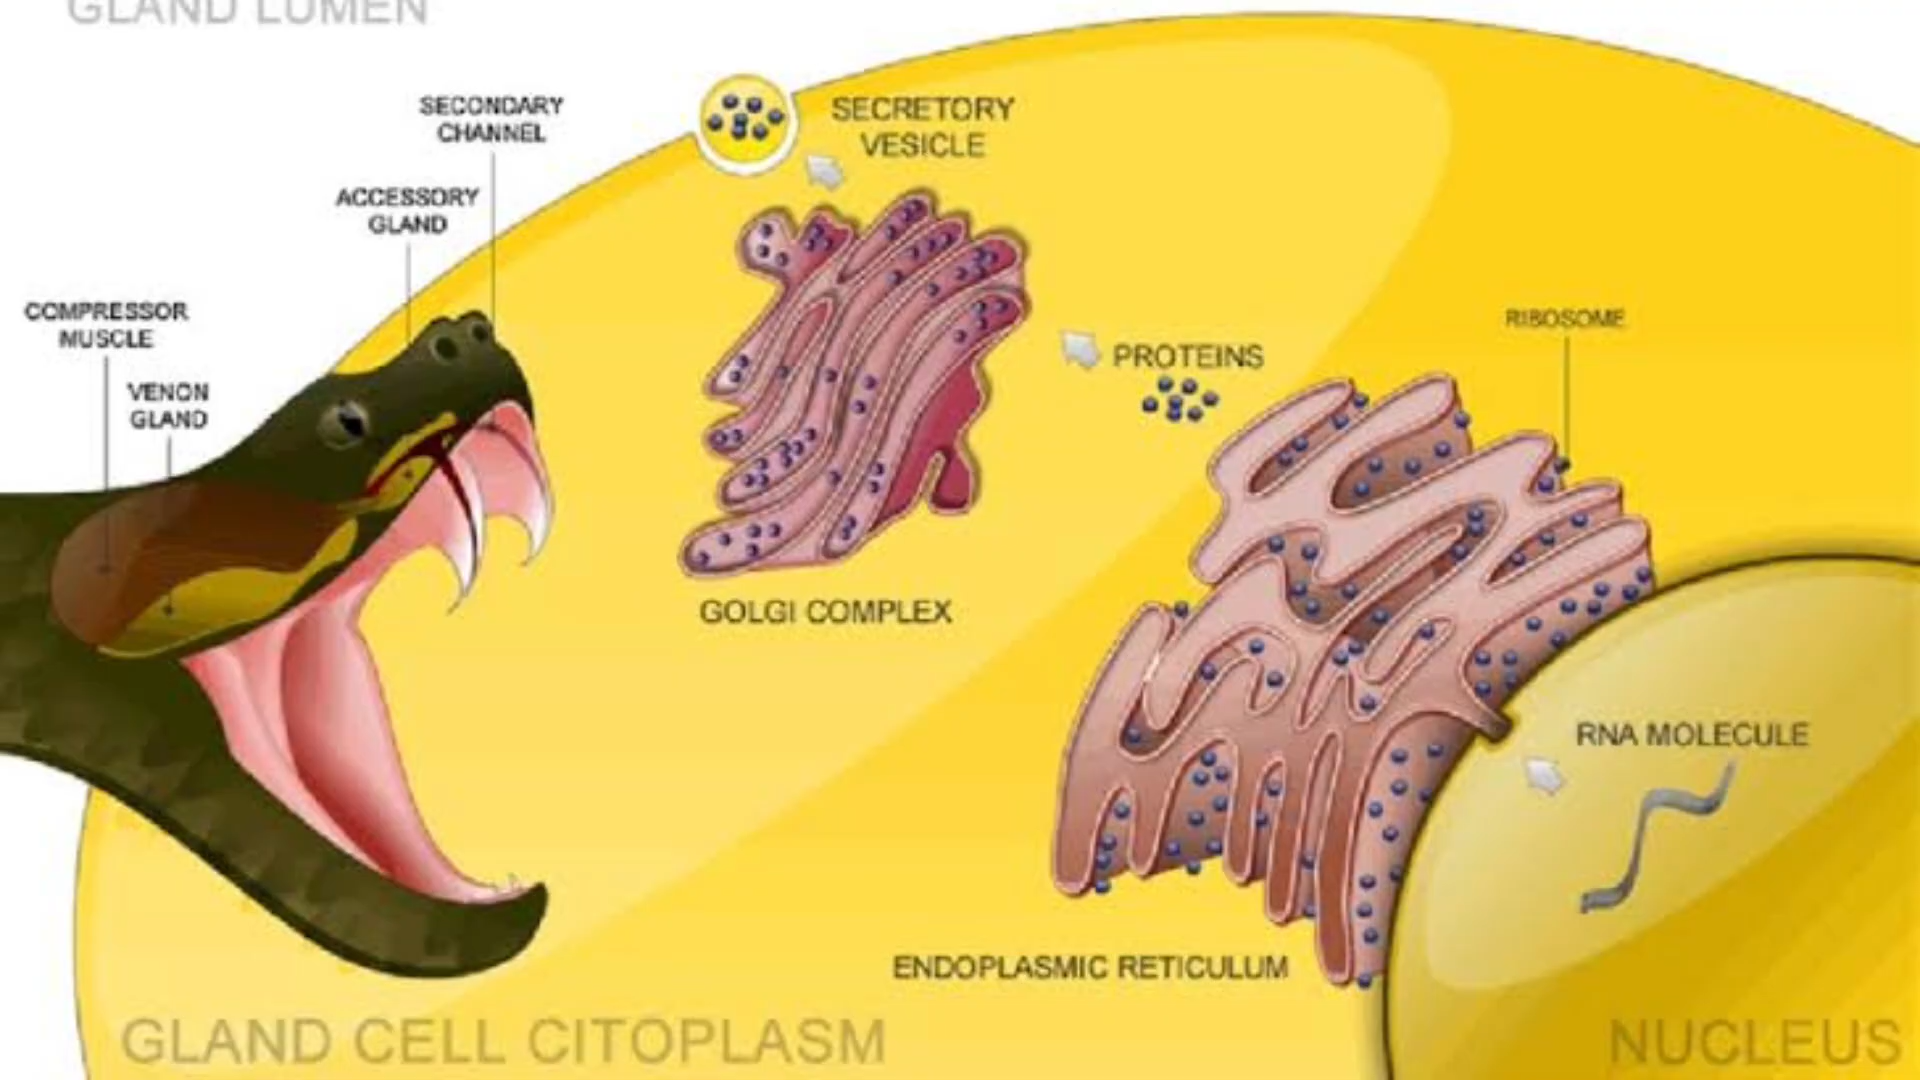 GLAND LUMEN
SECONDARY
CHANNEL
ACCESSORY
GLAND
COMPRESSOR
MUSCLE
VENON
GLAND
SECRETORY
VESICLE
PROTEINS
RIBOSOME
GOLGI COMPLEX
RNA MOLECULE
ENDOPLASMIC RETICULUM
GLAND CELL CITOPLASM
NUCLEUS